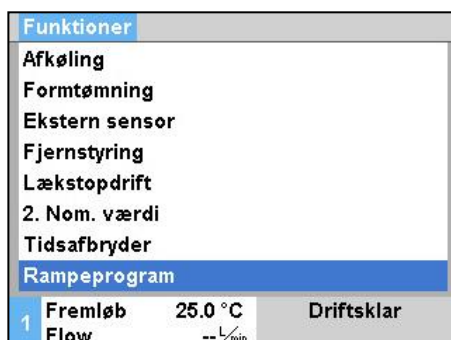 Funktioner
Afkøling
Formtømning
Ekstern sensor
Fjernstyring
Lækstopdrift
2. Nom. værdi
Tidsafbryder
Rampeprogram
1 Fremløb 25.0 °C Driftsklar
Flow -- L/min